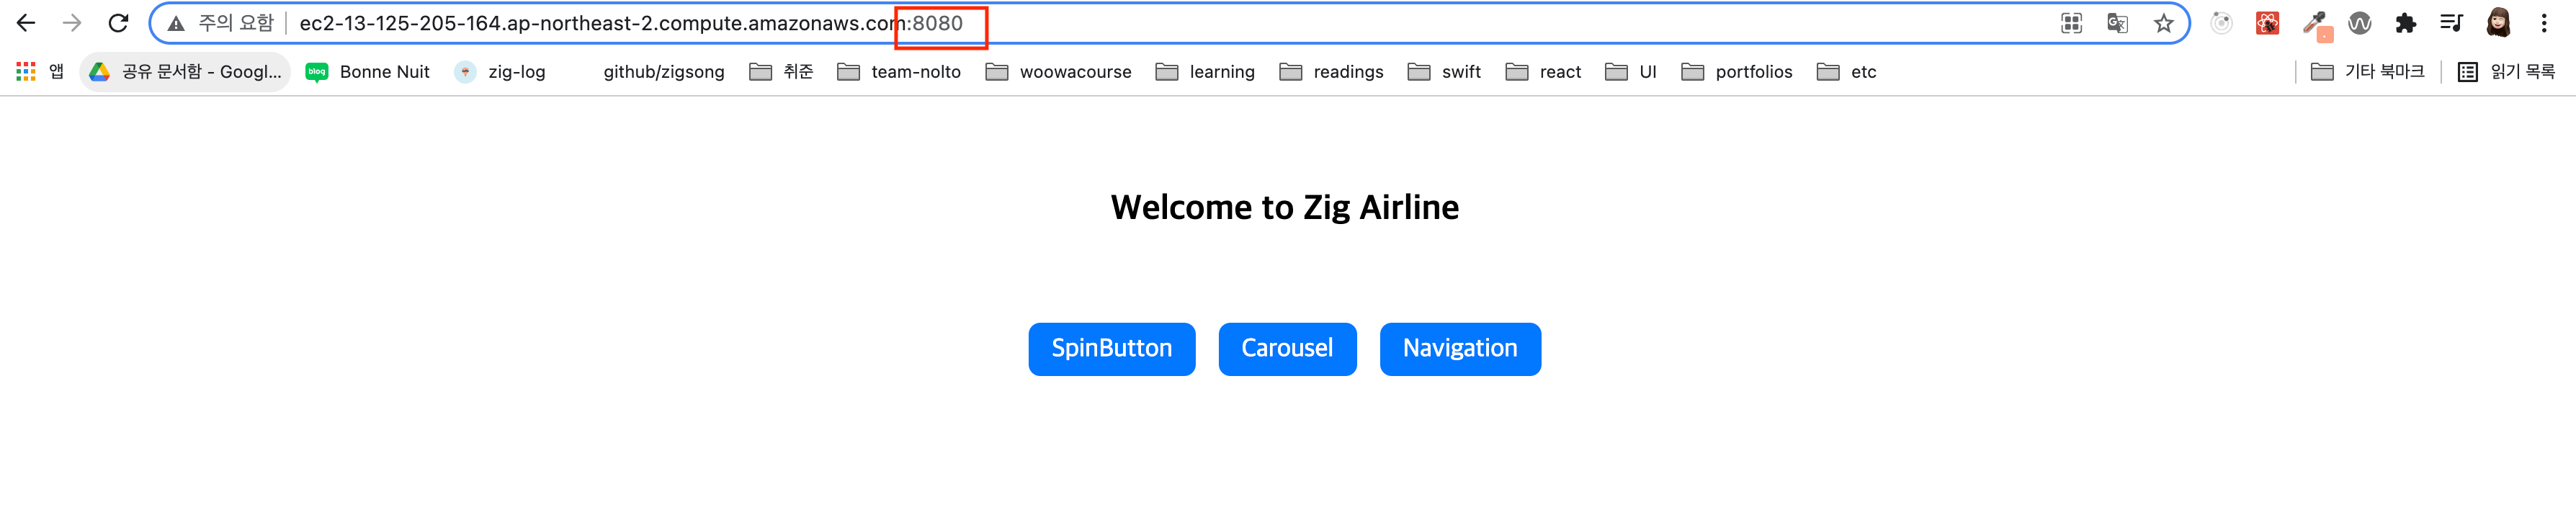 주의 요함 ec2-13-125-205-164.ap-northeast-2.compute.amazonaws.com:8080
앱 공유 문서함 - Googl... blog Bonne Nuit zig-log github/zigsong 취준 team-nolto woowacourse learning readings swift react UI portfolios etc 기타 북마크 읽기 목록
Welcome to Zig Airline
SpinButton Carousel Navigation